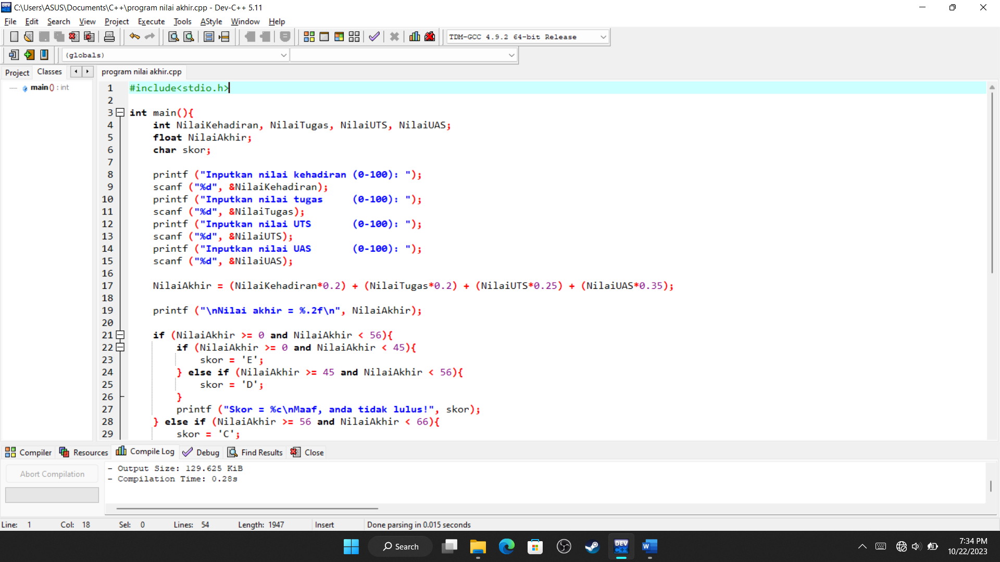 C:\Users\ASUS\Documents\C++\program nilai akhir.cpp - Dev-C++ 5.11
File Edit Search View Project Execute Tools AStyle Window Help
TDM-GCC 4.9.2 64-bit Release
(globals)
Project Classes program nilai akhir.cpp
main () : int
1 #include<stdio.h>
2
3 int main(){
4 int NilaiKehadiran, NilaiTugas, NilaiUTS, NilaiUAS;
5 float NilaiAkhir;
6 char skor;
7
8 printf ("Inputkan nilai kehadiran (0-100): ");
9 scanf ("%d", &NilaiKehadiran);
10 printf ("Inputkan nilai tugas     (0-100): ");
11 scanf ("%d", &NilaiTugas);
12 printf ("Inputkan nilai UTS       (0-100): ");
13 scanf ("%d", &NilaiUTS);
14 printf ("Inputkan nilai UAS       (0-100): ");
15 scanf ("%d", &NilaiUAS);
16
17 NilaiAkhir = (NilaiKehadiran*0.2) + (NilaiTugas*0.2) + (NilaiUTS*0.25) + (NilaiUAS*0.35);
18
19 printf ("\nNilai akhir = %.2f\n", NilaiAkhir);
20
21 if (NilaiAkhir >= 0 and NilaiAkhir < 56){
22 if (NilaiAkhir >= 0 and NilaiAkhir < 45){
23 skor = 'E';
24 } else if (NilaiAkhir >= 45 and NilaiAkhir < 56){
25 skor = 'D';
26 }
27 printf ("Skor = %c\nMaaf, anda tidak lulus!", skor);
28 } else if (NilaiAkhir >= 56 and NilaiAkhir < 66){
29 skor = 'C';
Compiler Resources Compile Log Debug Find Results Close
Abort Compilation
- Output Size: 129.625 KiB
- Compilation Time: 0.28s
Line: 1 Col: 18 Sel: 0 Lines: 54 Length: 1947 Insert Done parsing in 0.015 seconds
Search
DEV C++
W
7:34 PM
10/22/2023